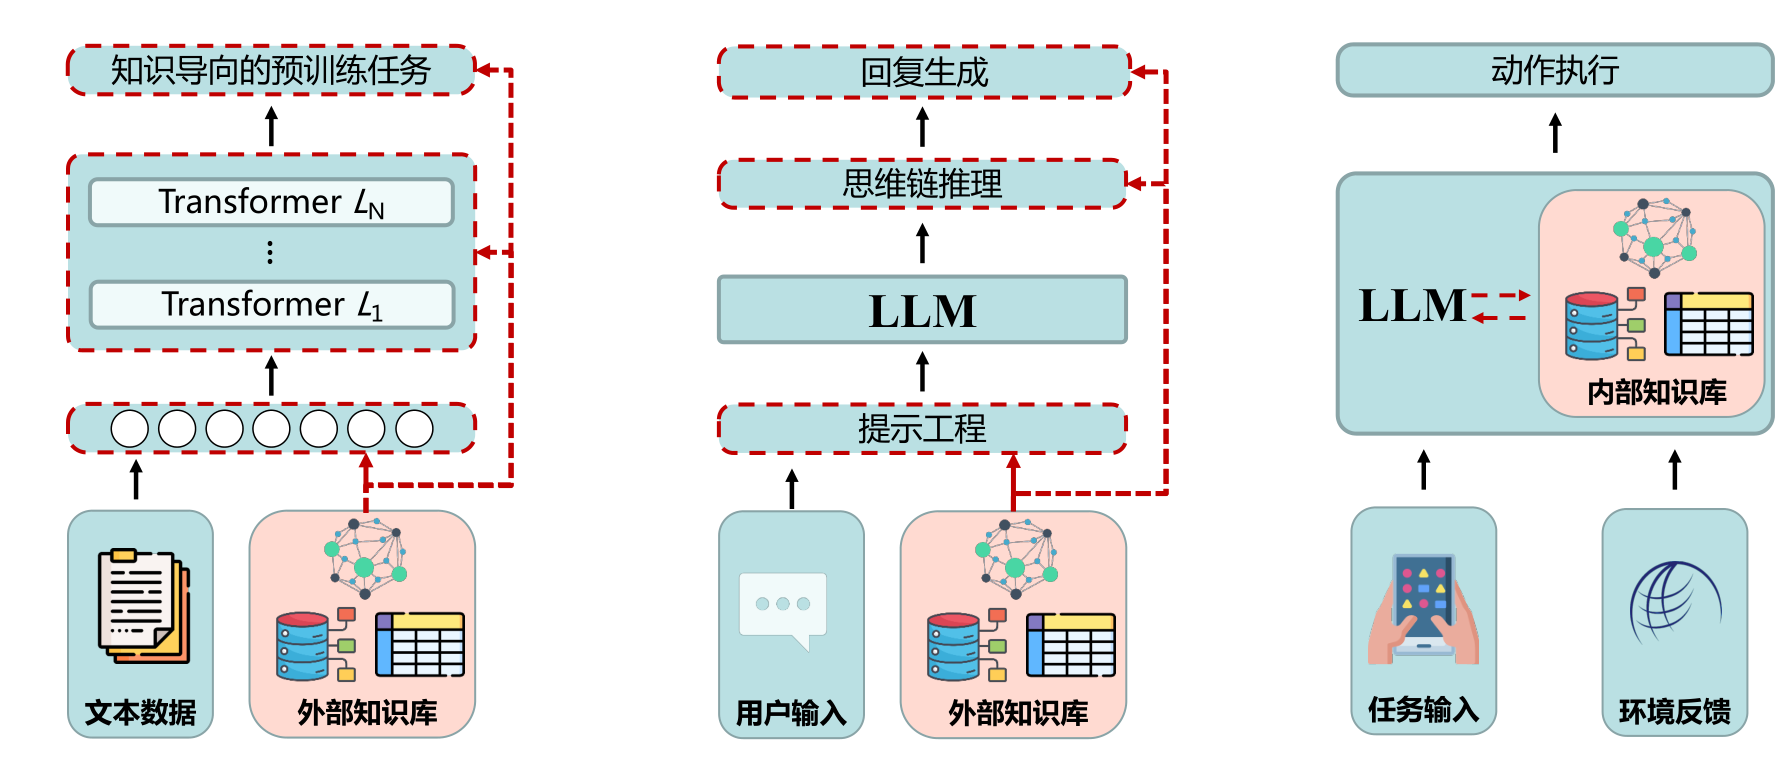 知识导向的预训练任务
Transformer LN
⋮
Transformer L1
文本数据
外部知识库
回复生成
思维链推理
LLM
提示工程
用户输入
外部知识库
动作执行
LLM
内部知识库
任务输入
环境反馈